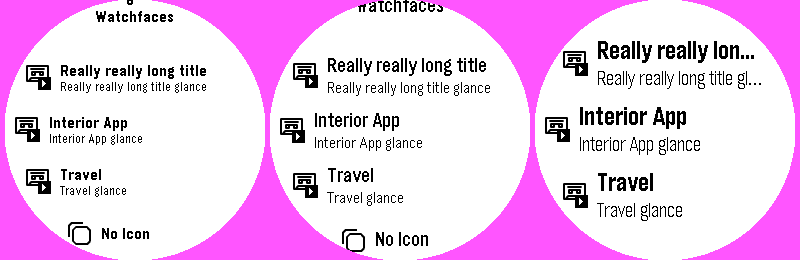 Watchfaces
Really really long title
Really really long title glance
Interior App
Interior App glance
Travel
Travel glance
No Icon
Watchfaces
Really really long title
Really really long title glance
Interior App
Interior App glance
Travel
Travel glance
No Icon
Really really lon...
Really really long title gl...
Interior App
Interior App glance
Travel
Travel glance